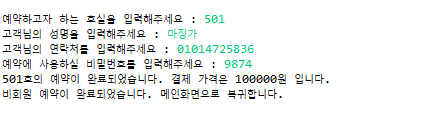 예약하고자 하는 호실을 입력해주세요 : 501
고객님의 성명을 입력해주세요 : 마징가
고객님의 연락처를 입력해주세요 : 01014725836
예약에 사용하실 비밀번호를 입력해주세요 : 9874
501호의 예약이 완료되었습니다. 결제 가격은 100000원 입니다.
비회원 예약이 완료되었습니다. 메인화면으로 복귀합니다.